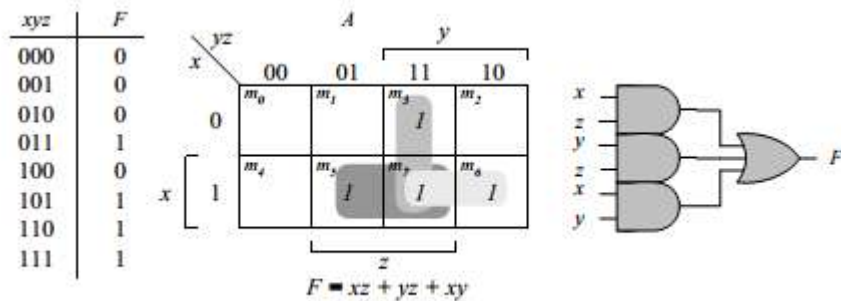 xyz F
000 0
001 0
010 0
011 1
100 0
101 1
110 1
111 1
A
yz
x
y
00 01 11 10
m0 m1 m3 m2
0 1
m4 m5 m7 m6
x 1 1 1 1
z
F = xz + yz + xy
x
z
y
z
x
y
F